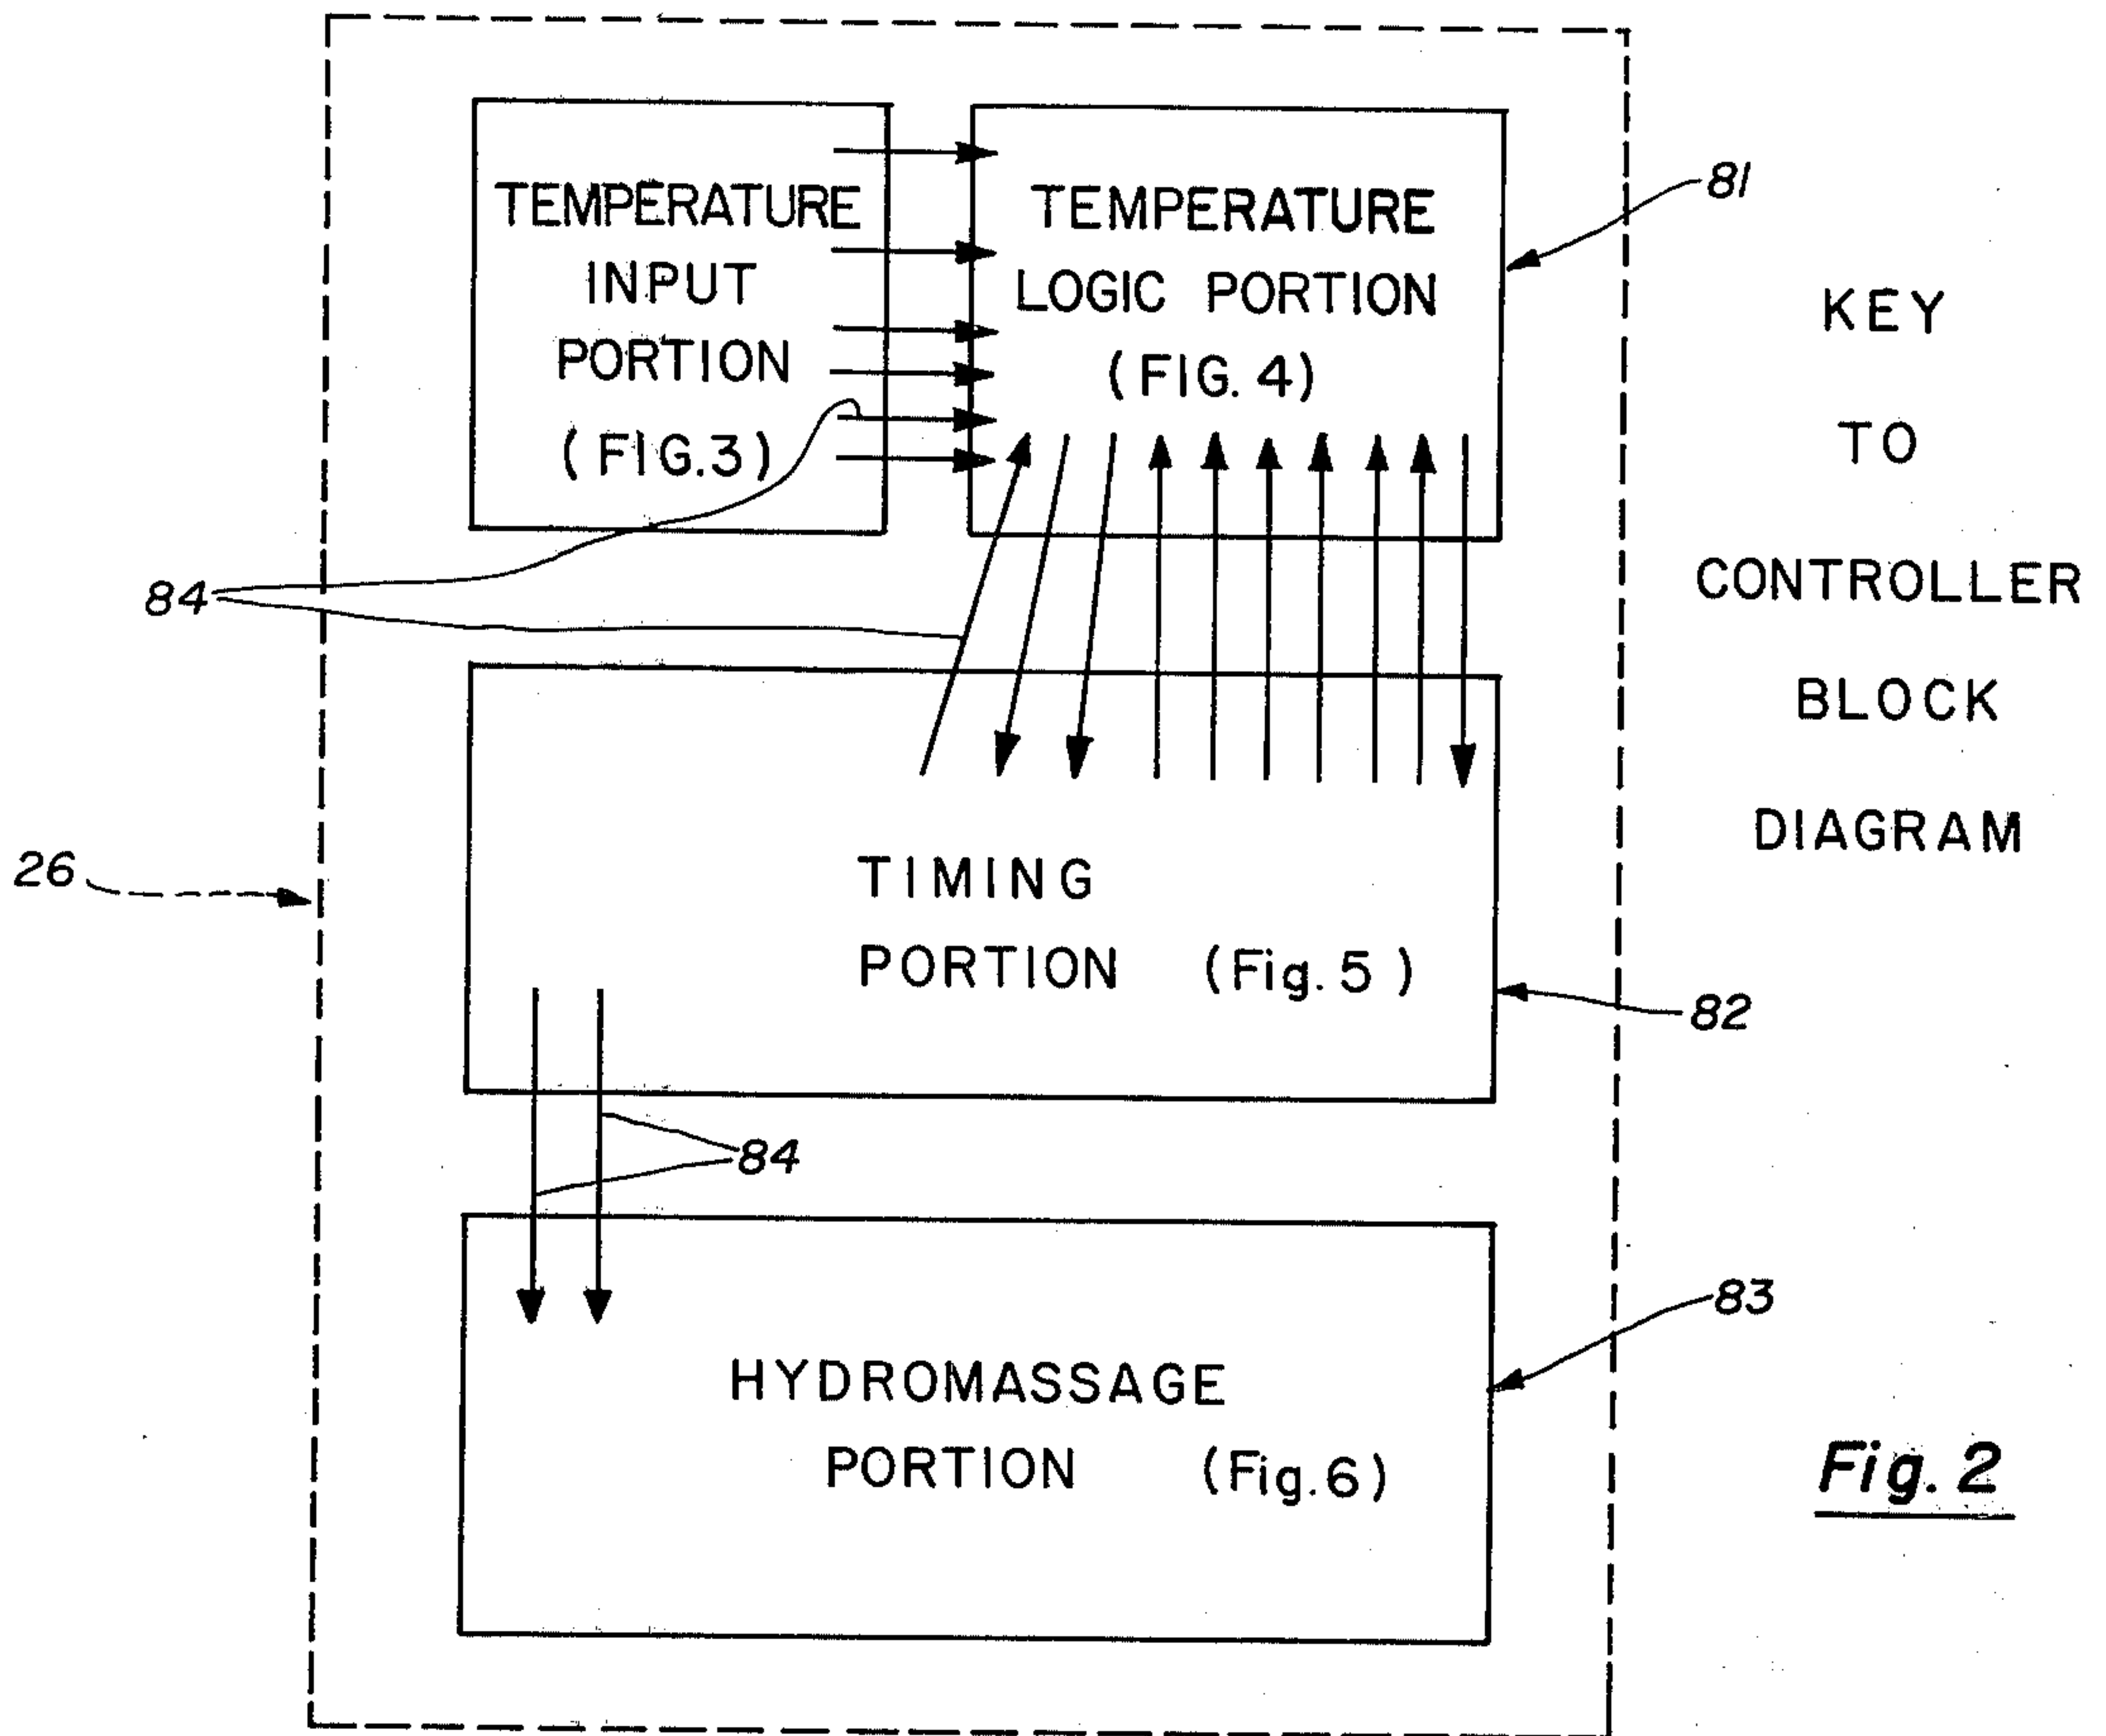 TEMPERATURE
INPUT
PORTION
(FIG.3)
TEMPERATURE
LOGIC PORTION
(FIG.4)
81
KEY
TO
CONTROLLER
BLOCK
DIAGRAM
84
TIMING
PORTION (Fig.5)
26
82
84
HYDROMASSAGE
PORTION (Fig.6)
83
Fig.2